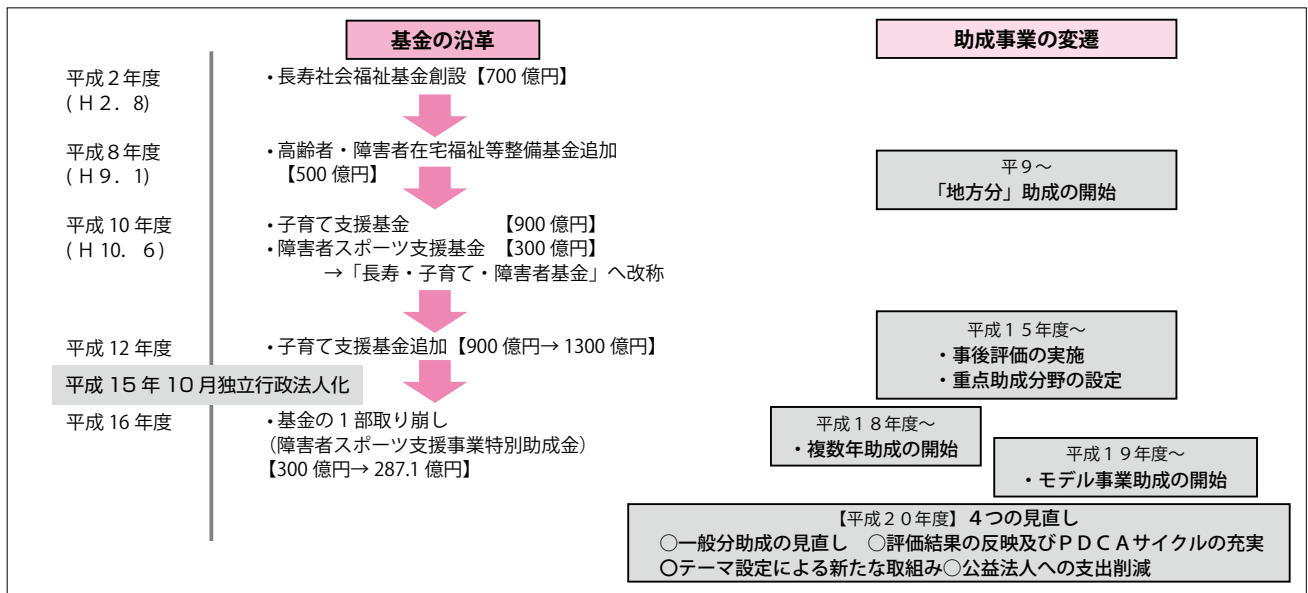 基金の沿革
平成２年度
( Ｈ２．８)
・長寿社会福祉基金創設【700 億円】
平成８年度
( Ｈ９．１)
・高齢者・障害者在宅福祉等整備基金追加
【500 億円】
平成 10 年度
( Ｈ 10．６)
・子育て支援基金 【900 億円】
・障害者スポーツ支援基金 【300 億円】
→「長寿・子育て・障害者基金」へ改称
平成 12 年度
・子育て支援基金追加【900 億円→ 1300 億円】
平成 15 年 10 月独立行政法人化
平成 16 年度
・基金の１部取り崩し
（障害者スポーツ支援事業特別助成金）
【300 億円→ 287.1 億円】
助成事業の変遷
平９～
「地方分」助成の開始
平成１５年度～
・事後評価の実施
・重点助成分野の設定
平成１８年度～
・複数年助成の開始
平成１９年度～
・モデル事業助成の開始
【平成２０年度】４つの見直し
○一般分助成の見直し ○評価結果の反映及びＰＤＣＡサイクルの充実
○テーマ設定による新たな取組み○公益法人への支出削減